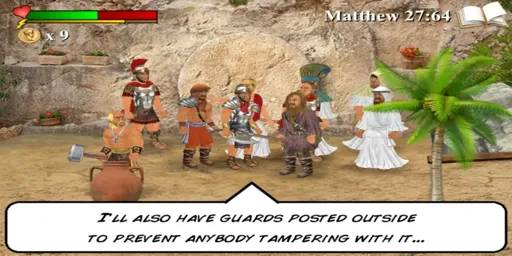 Matthew 27:64
x 9
I'LL ALSO HAVE GUARDS POSTED OUTSIDE
TO PREVENT ANYBODY TAMPERING WITH IT...